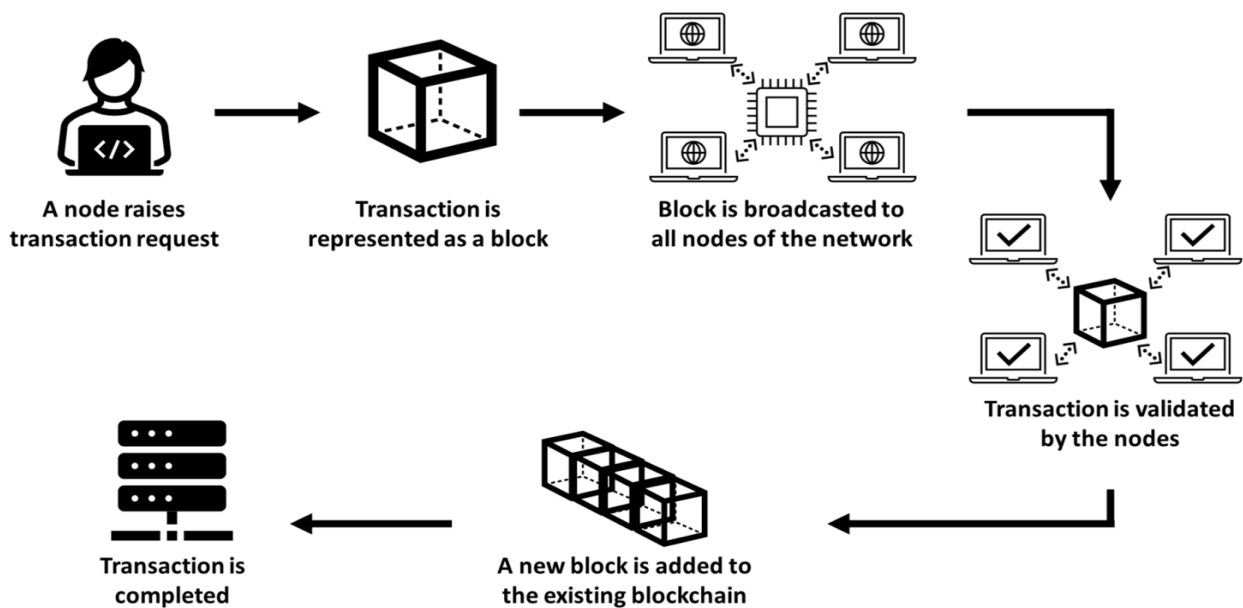 </>
A node raises
transaction request
Transaction is
represented as a block
Block is broadcasted to
all nodes of the network
Transaction is validated
by the nodes
A new block is added to
the existing blockchain
Transaction is
completed